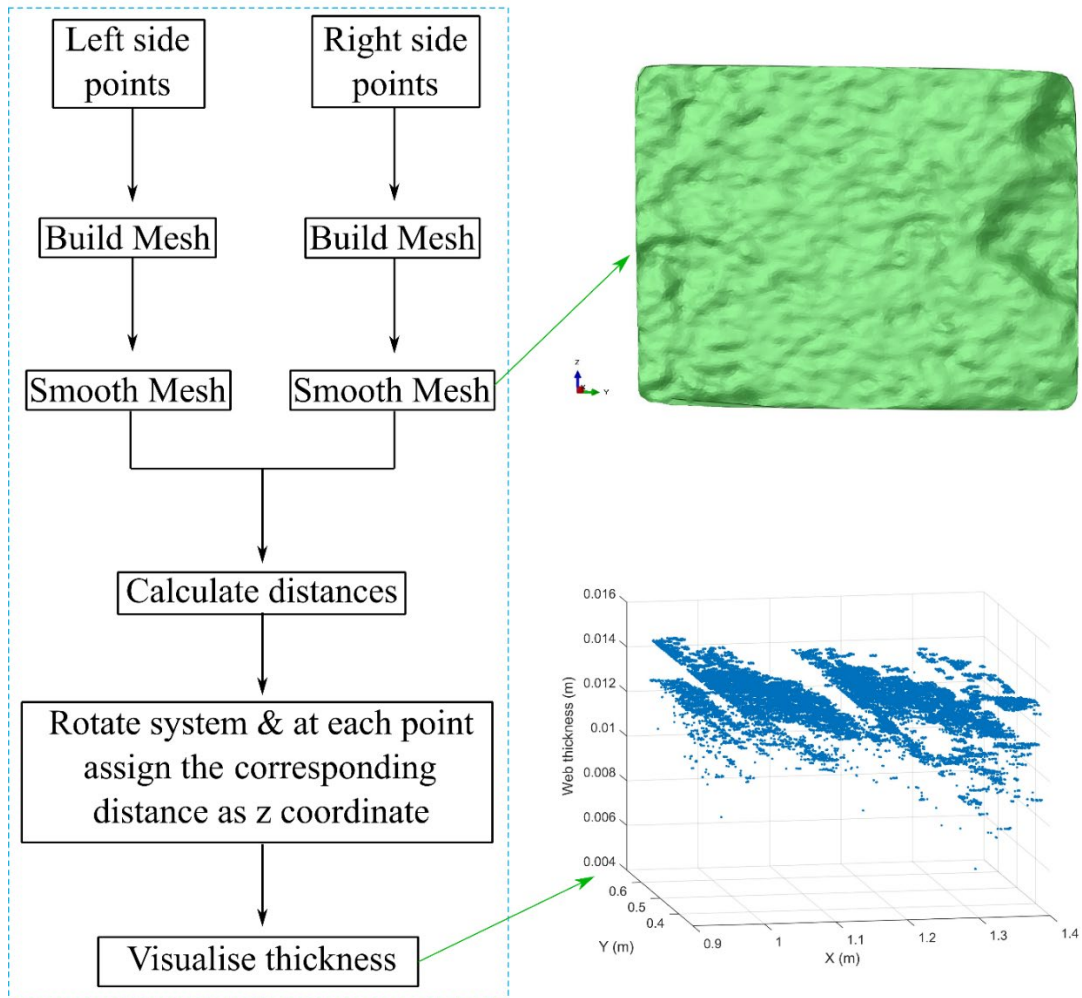 Left side
points
Right side
points
Build Mesh
Build Mesh
Smooth Mesh
Smooth Mesh
Calculate distances
Rotate system & at each point
assign the corresponding
distance as z coordinate
Visualise thickness
Z
Y
0.016
0.014
0.012
0.01
0.008
0.006
0.004
Web thickness (m)
0.6
0.5
0.4
Y (m)
0.9
1
1.1
1.2
1.3
1.4
X (m)